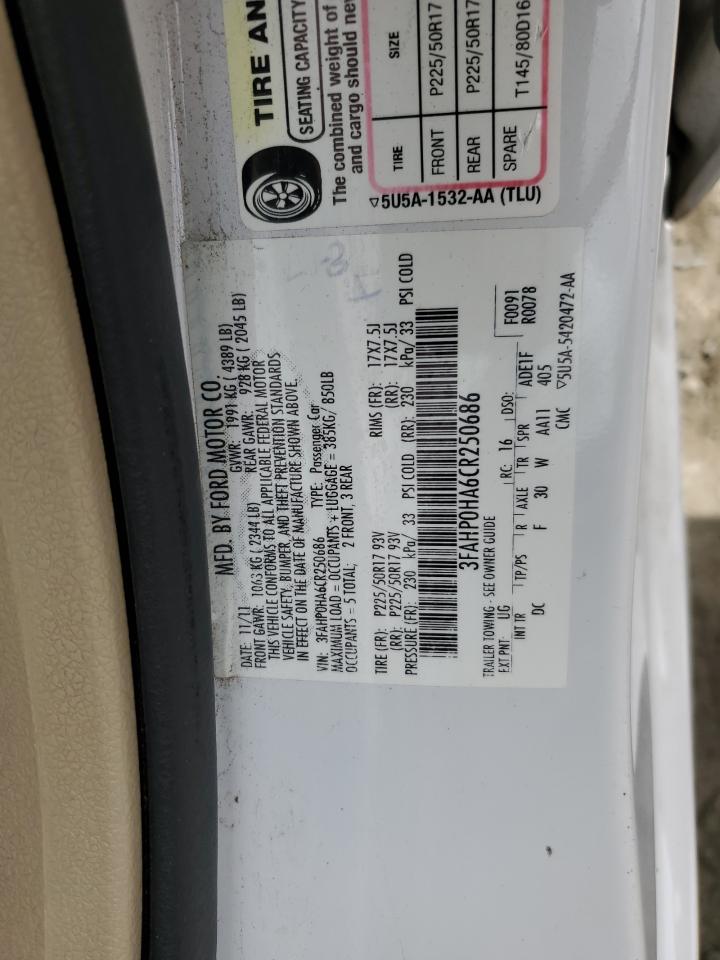 MFD. BY FORD MOTOR CO.
DATE: 11/11 GVWR: 1991 KG ( 4389 LB)
FRONT GAWR: 1063 KG ( 2344 LB) REAR GAWR: 928 KG ( 2045 LB)
THIS VEHICLE CONFORMS TO ALL APPLICABLE FEDERAL MOTOR
VEHICLE SAFETY, BUMPER, AND THEFT PREVENTION STANDARDS
IN EFFECT ON THE DATE OF MANUFACTURE SHOWN ABOVE.
VIN: 3FAHP0HA6CR250686 TYPE: Passenger Car
MAXIMUM LOAD = OCCUPANTS + LUGGAGE = 385KG/ 850LB
OCCUPANTS = 5 TOTAL; 2 FRONT, 3 REAR
TIRE (FR): P225/50R17 93V RIMS (FR): 17X7.5J
(RR): P225/50R17 93V (RR): 17X7.5J
PRESSURE (FR): 230 kPa/ 33 PSI COLD (RR): 230 kPa/ 33 PSI COLD
3FAHP0HA6CR250686
TRAILER TOWING - SEE OWNER GUIDE
EXT PNT: UG RC: 16 DSO: F0091
R0078
INT TR TP/PS R AXLE TR SPR ADE1F
DC F 30 W AA11 405
CMC ▽5U5A-5420472-AA
TIRE AN
SEATING CAPACITY
The combined weight of
and cargo should nev
TIRE SIZE
FRONT P225/50R17
REAR P225/50R17
SPARE T145/80D16
▽5U5A-1532-AA (TLU)